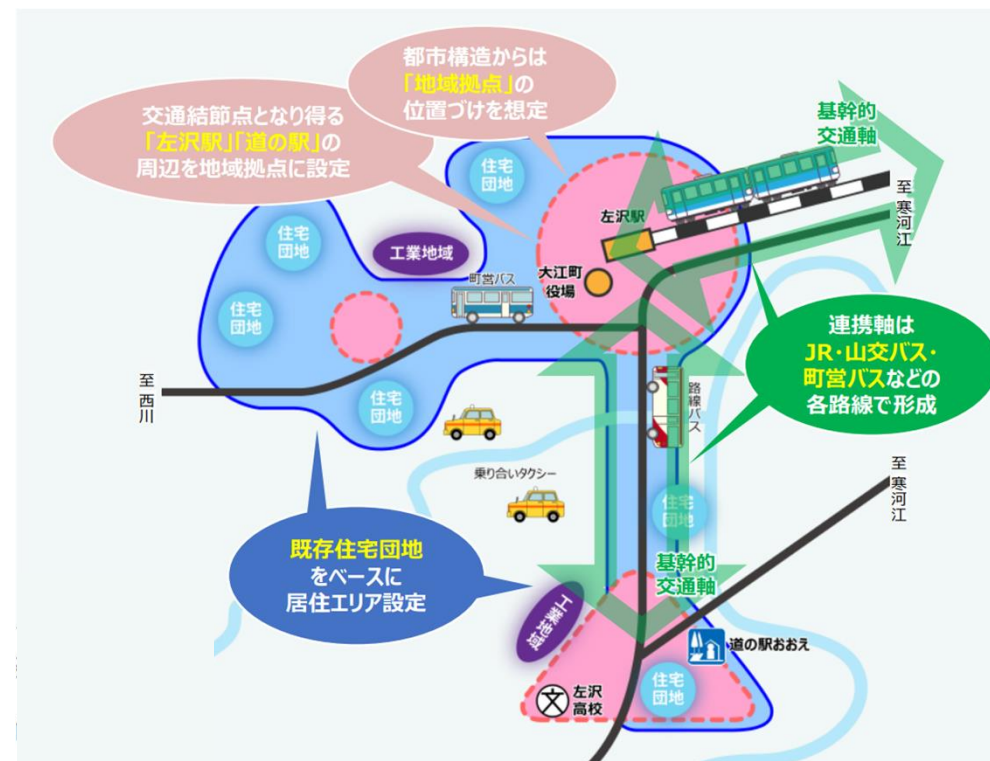 都市構造からは
「地域拠点」の
位置づけを想定
交通結節点となり得る
「左沢駅」「道の駅」の
周辺を地域拠点に設定
基幹的
交通軸
住宅
団地
至 寒河江
左沢駅
住宅
団地
工業地域
大江町
役場
町営バス
住宅
団地
連携軸は
JR・山交バス・
町営バスなどの
各路線で形成
至 西川
住宅
団地
路線バス
乗り合いタクシー
至 寒河江
住宅
団地
既存住宅団地
をベースに
居住エリア設定
基幹的
交通軸
工業地域
道の駅おおえ
文
左沢
高校
住宅
団地